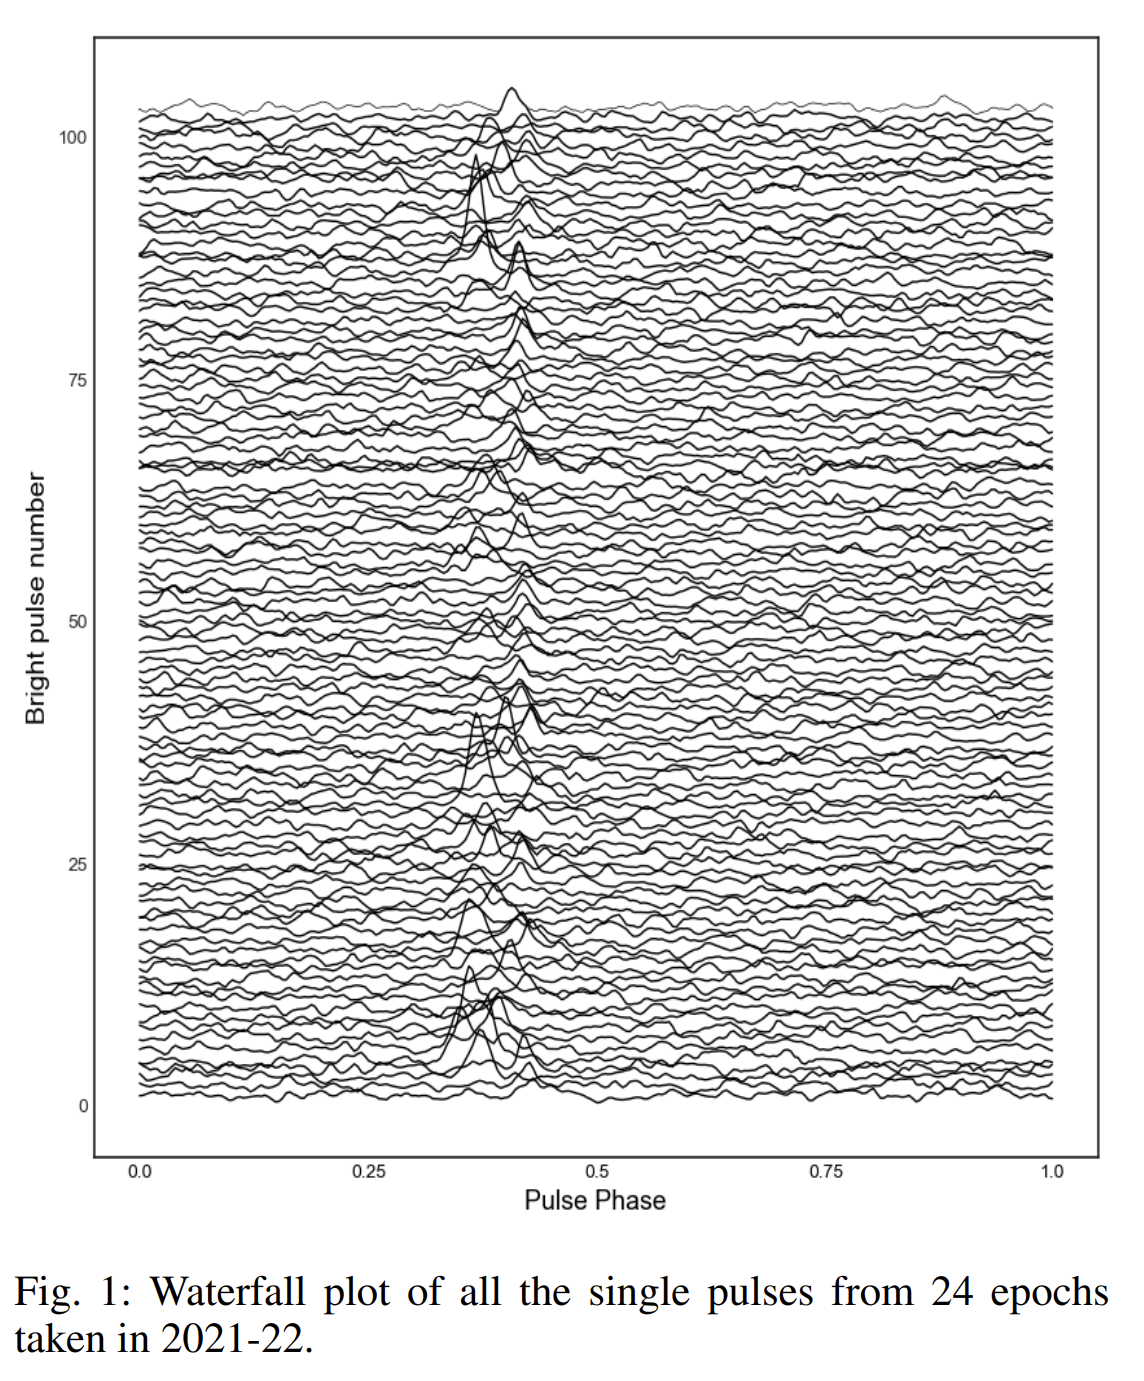 100
75
50
25
0
Bright pulse number
0.0 0.25 0.5 0.75 1.0
Pulse Phase
Fig. 1: Waterfall plot of all the single pulses from 24 epochs
taken in 2021-22.